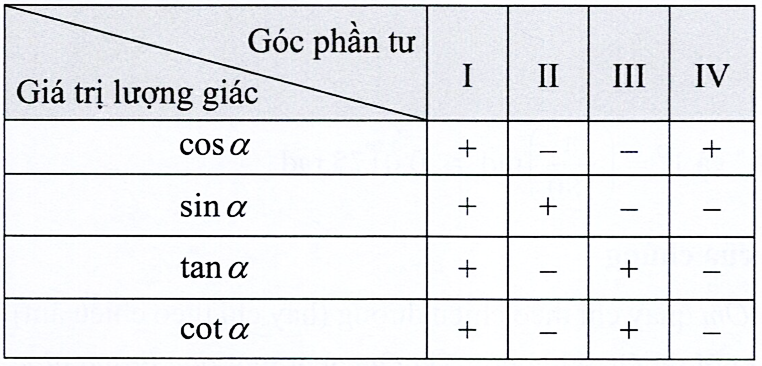 Góc phần tư
Giá trị lượng giác
I II III IV
cos α + – – +
sin α + + – –
tan α + – + –
cot α + – + –